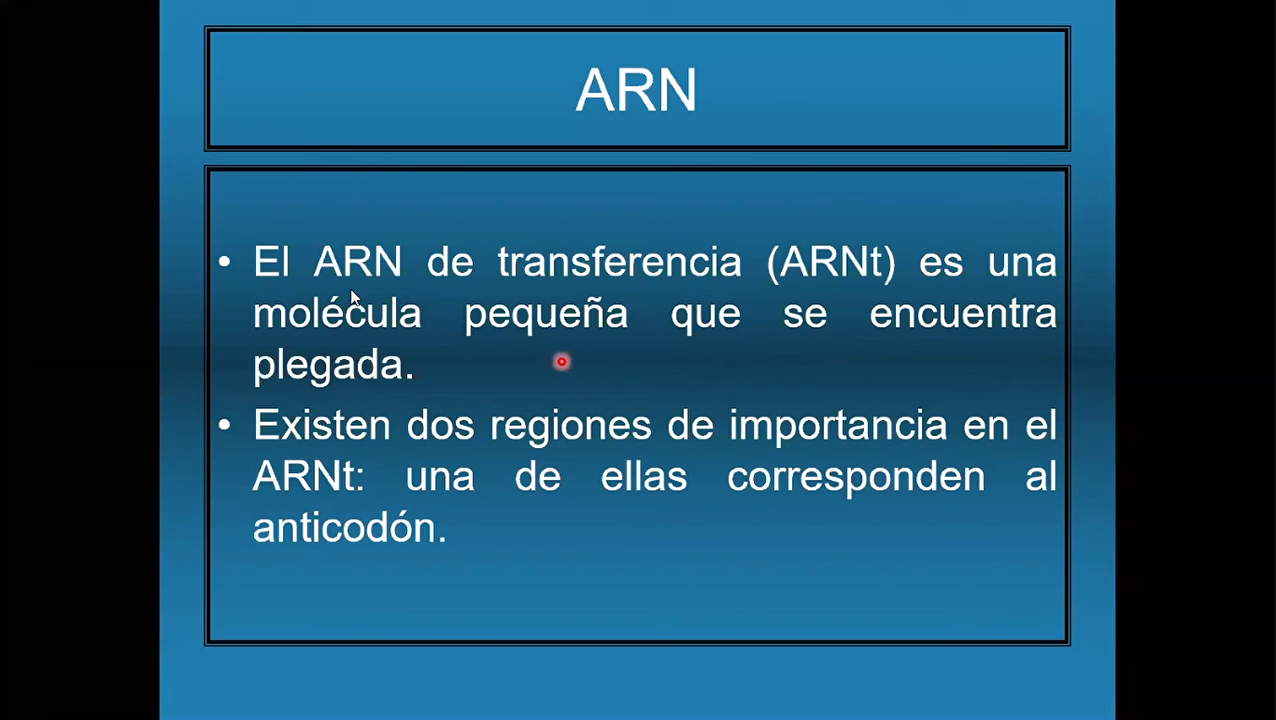 ARN
• El ARN de transferencia (ARNt) es una
molécula pequeña que se encuentra
plegada.
• Existen dos regiones de importancia en el
ARNt: una de ellas corresponden al
anticodón.